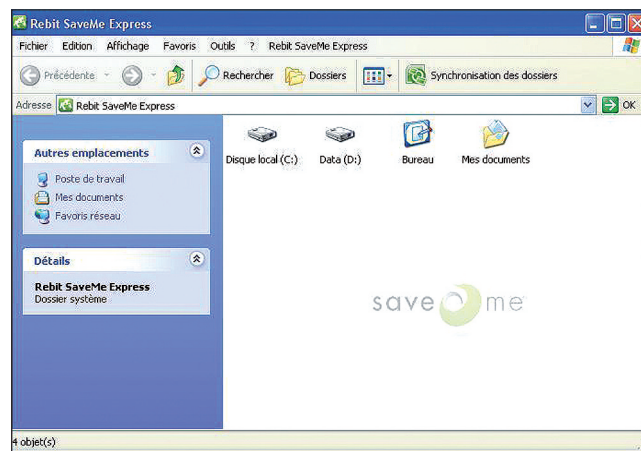 Rebit SaveMe Express
Fichier Edition Affichage Favoris Outils ? Rebit SaveMe Express
Précédente Rechercher Dossiers Synchronisation des dossiers
Adresse Rebit SaveMe Express OK
Autres emplacements
Poste de travail
Mes documents
Favoris réseau
Détails
Rebit SaveMe Express
Dossier système
Disque local (C:) Data (D:) Bureau Mes documents
save me
4 objet(s)